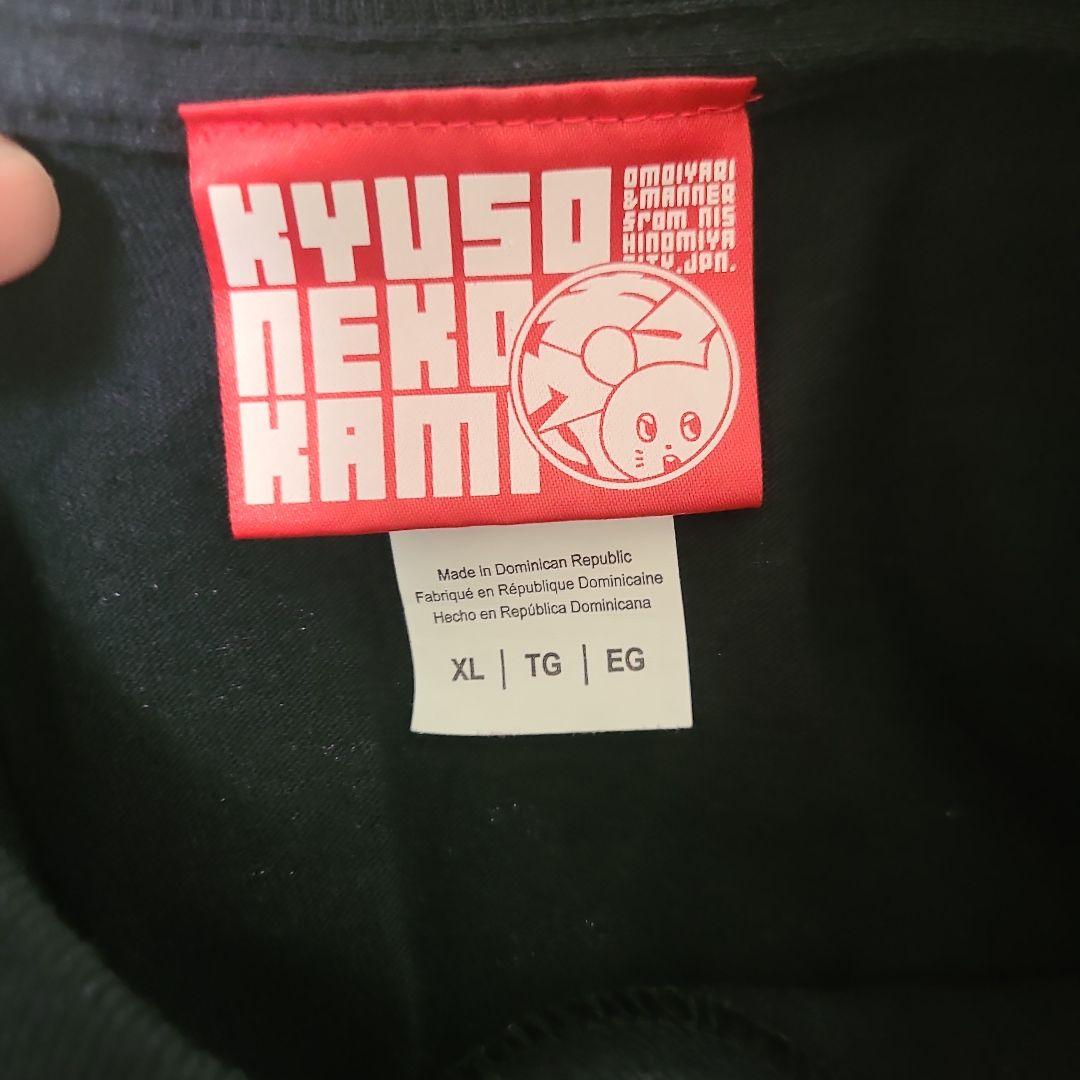 KYUSO
NEKO
KAMI
OMOIYARI
&MANNER
From NIS
HINOMIYA
CITY.JPN.
Made in Dominican Republic
Fabriqué en République Dominicaine
Hecho en República Dominicana
XL | TG | EG